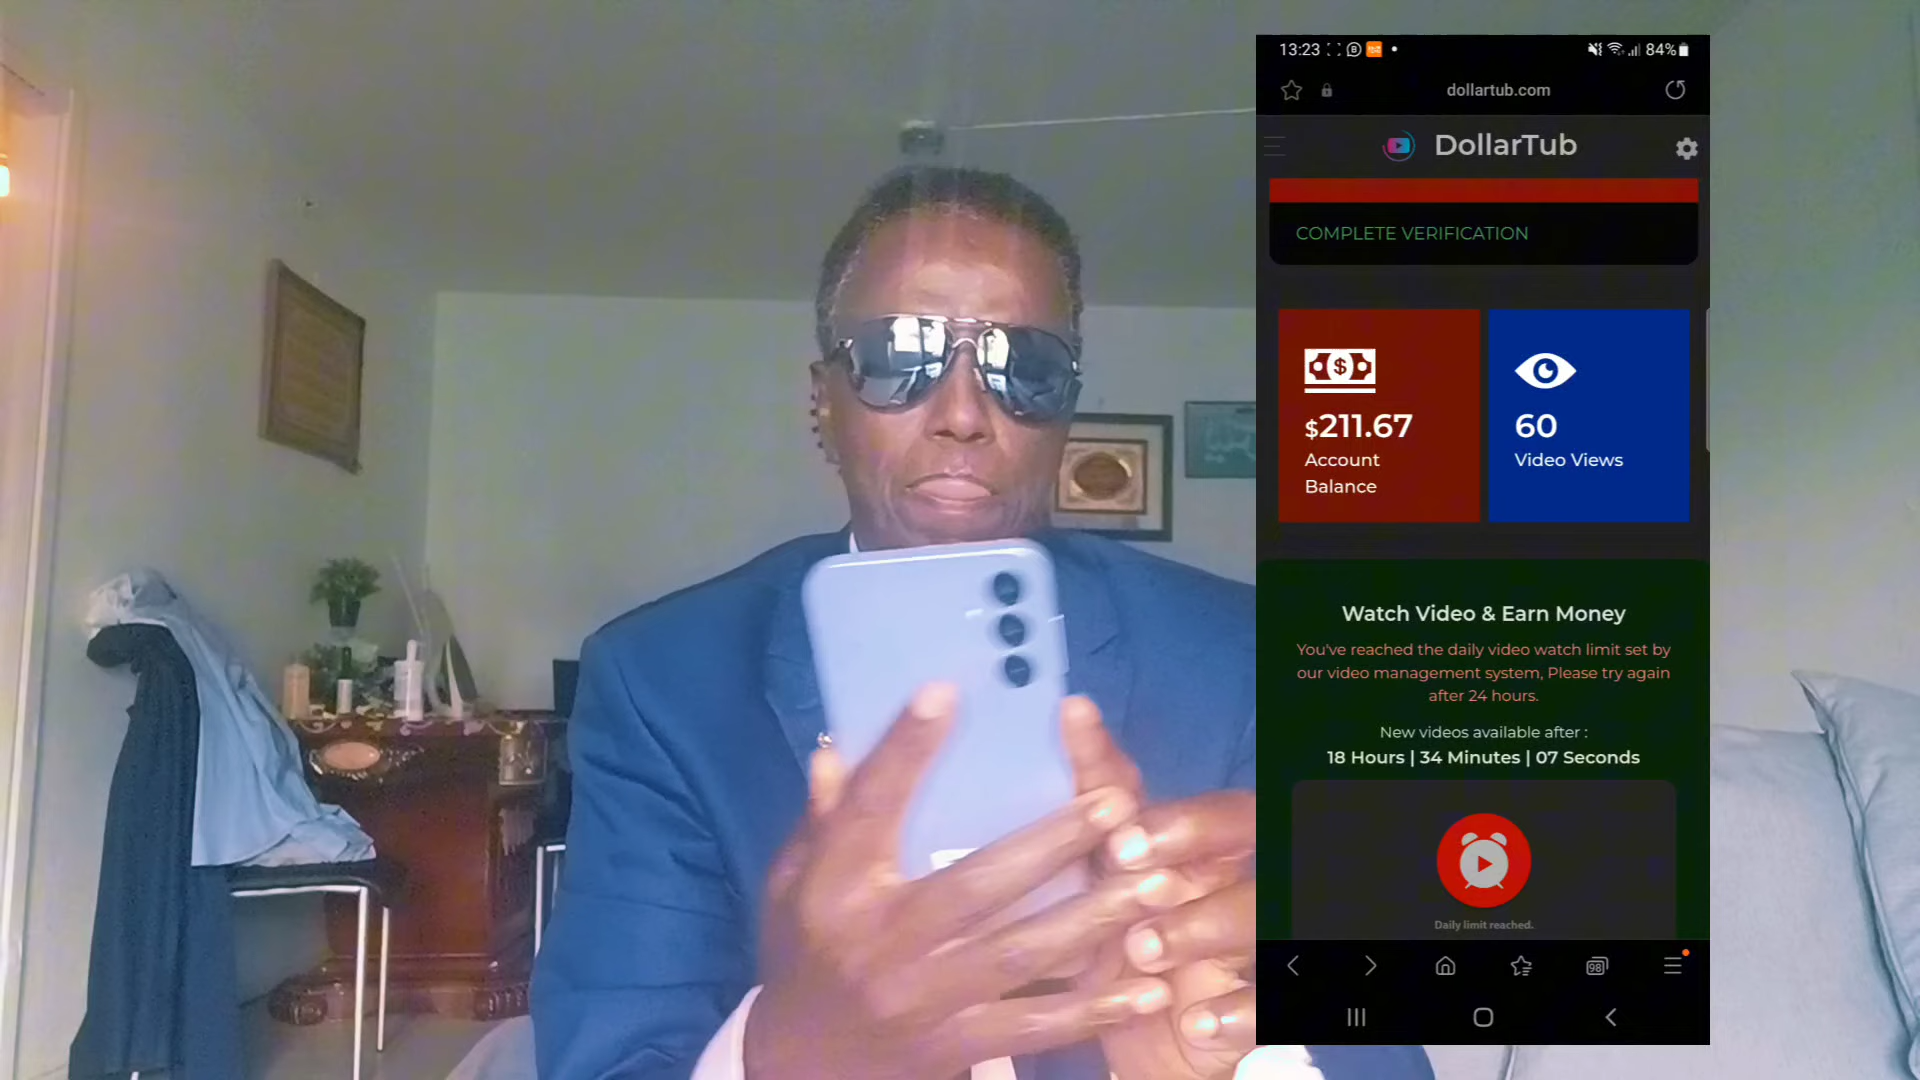 13:23
84%
dollartub.com
DollarTub
COMPLETE VERIFICATION
$211.67
Account
Balance
60
Video Views
Watch Video & Earn Money
You've reached the daily video watch limit set by
our video management system, Please try again
after 24 hours.
New videos available after :
18 Hours | 34 Minutes | 07 Seconds
Daily limit reached.
98